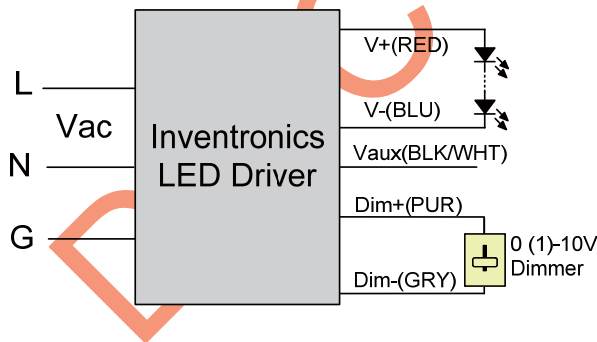 L
Vac
N
G
Inventronics
LED Driver
V+(RED)
V-(BLU)
Vaux(BLK/WHT)
Dim+(PUR)
Dim-(GRY)
0 (1)-10V
Dimmer